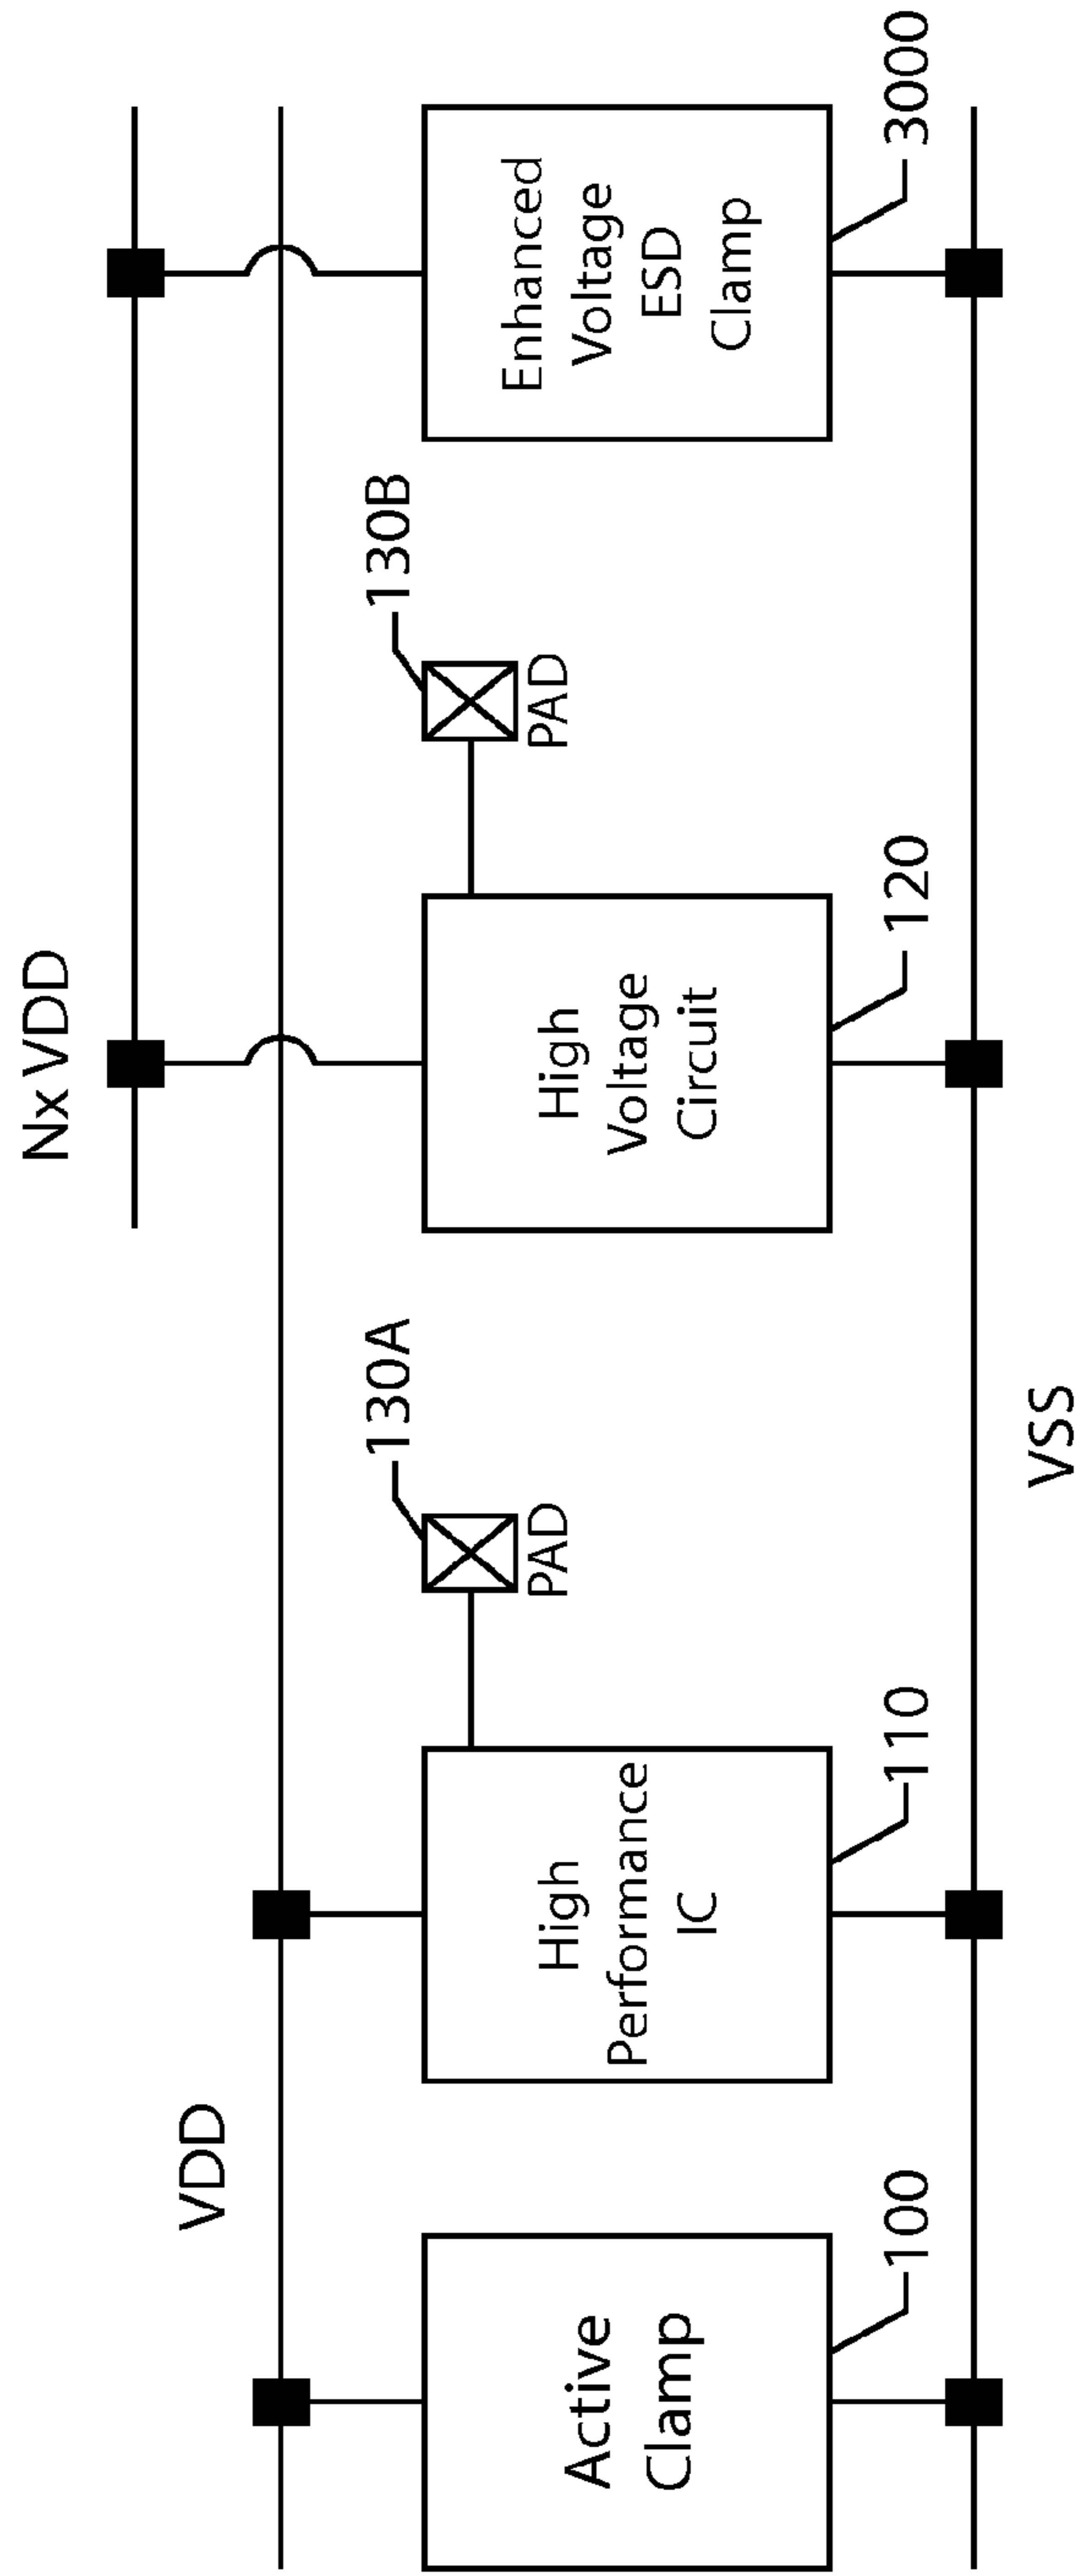 Nx VDD
VDD
Active
Clamp
100
High
Performance
IC
110
130A
PAD
High
Voltage
Circuit
120
130B
PAD
Enhanced
Voltage
ESD
Clamp
3000
VSS